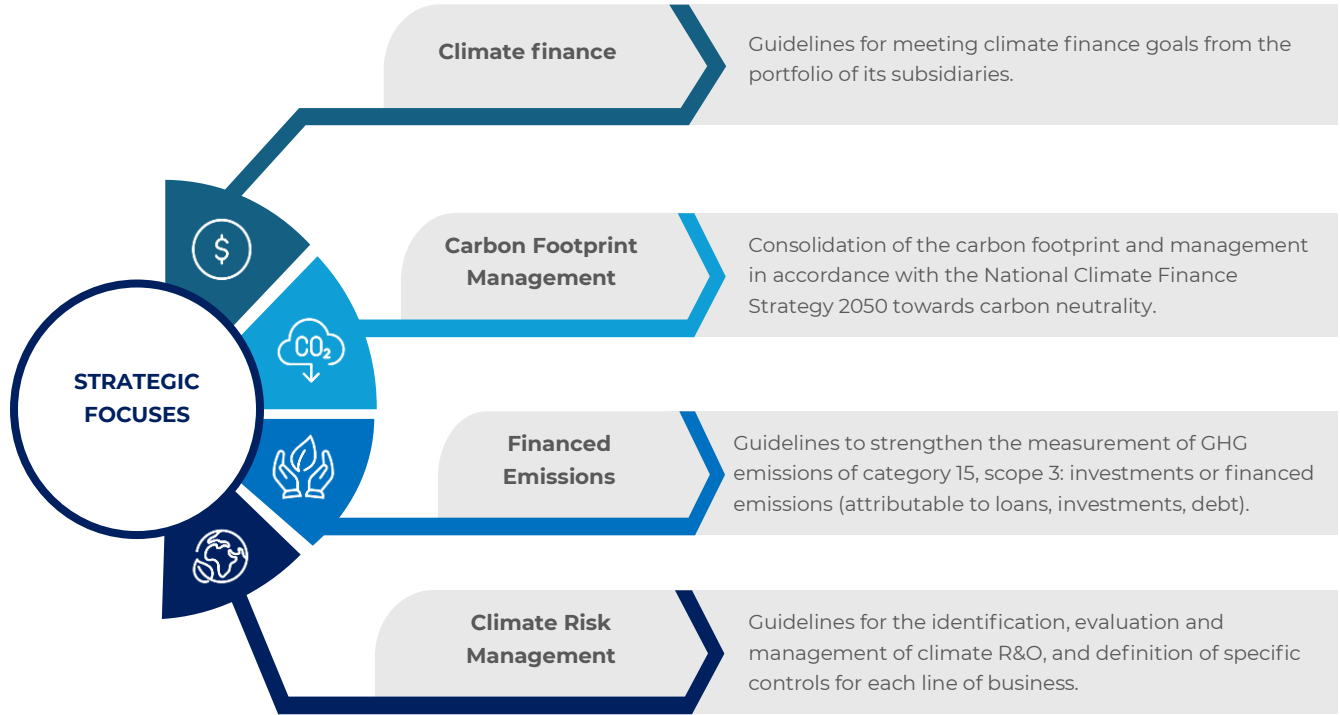 STRATEGIC
FOCUSES
$
Climate finance
Guidelines for meeting climate finance goals from the
portfolio of its subsidiaries.
CO₂
Carbon Footprint
Management
Consolidation of the carbon footprint and management
in accordance with the National Climate Finance
Strategy 2050 towards carbon neutrality.
Financed
Emissions
Guidelines to strengthen the measurement of GHG
emissions of category 15, scope 3: investments or financed
emissions (attributable to loans, investments, debt).
Climate Risk
Management
Guidelines for the identification, evaluation and
management of climate R&O, and definition of specific
controls for each line of business.